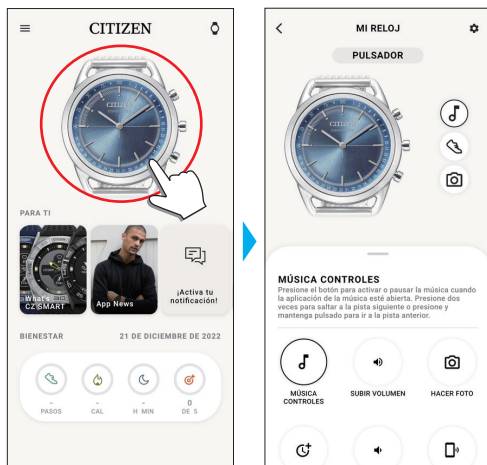 CITIZEN
CITIZEN
PARA TI
What's
CZ SMART
App News
¡Activa tu
notificación!
BIENESTAR
21 DE DICIEMBRE DE 2022
-
PASOS
-
CAL
- -
H MIN
0
DE 5
MI RELOJ
PULSADOR
CITIZEN
MÚSICA CONTROLES
Presione el botón para activar o pausar la música cuando
la aplicación de la música esté abierta. Presione dos
veces para saltar a la pista siguiente o presione y
mantenga pulsado para ir a la pista anterior.
MÚSICA
CONTROLES
SUBIR VOLUMEN
HACER FOTO